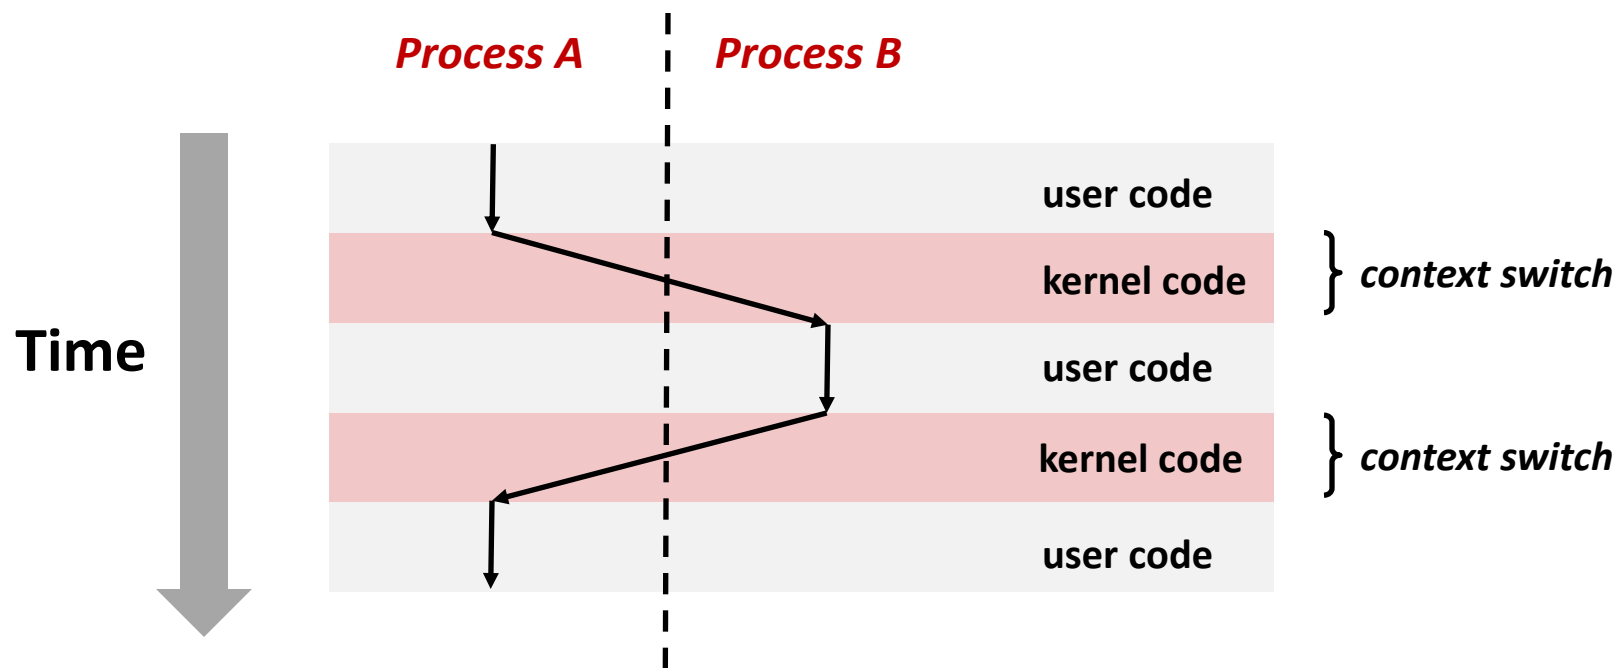 Process A
Process B
user code
kernel code
context switch
Time
user code
kernel code
context switch
user code